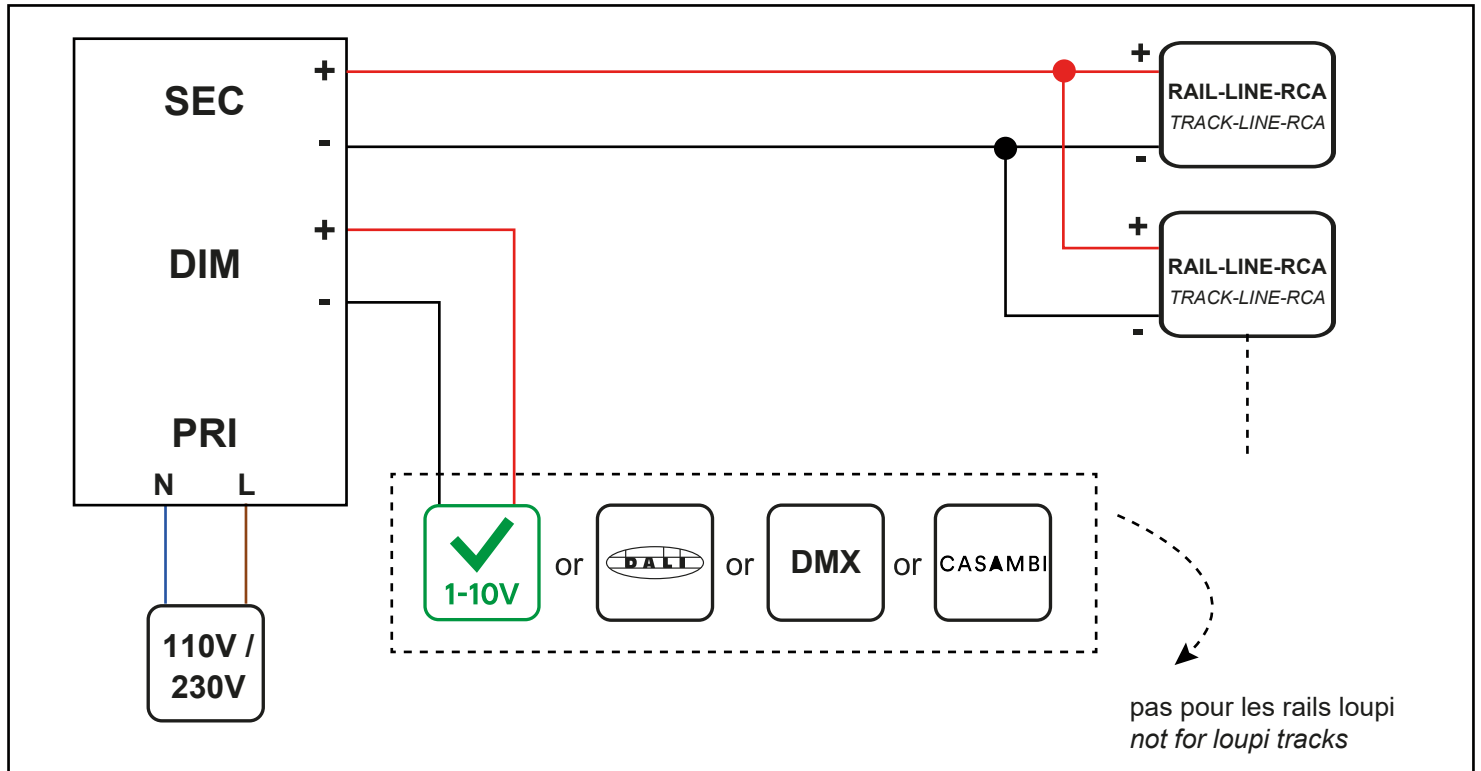 SEC
+
-
DIM
+
-
PRI
N L
110V /
230V
+
RAIL-LINE-RCA
TRACK-LINE-RCA
-
+
RAIL-LINE-RCA
TRACK-LINE-RCA
-
1-10V
or
DALI
or
DMX
or
CASAMBI
pas pour les rails loupi
not for loupi tracks